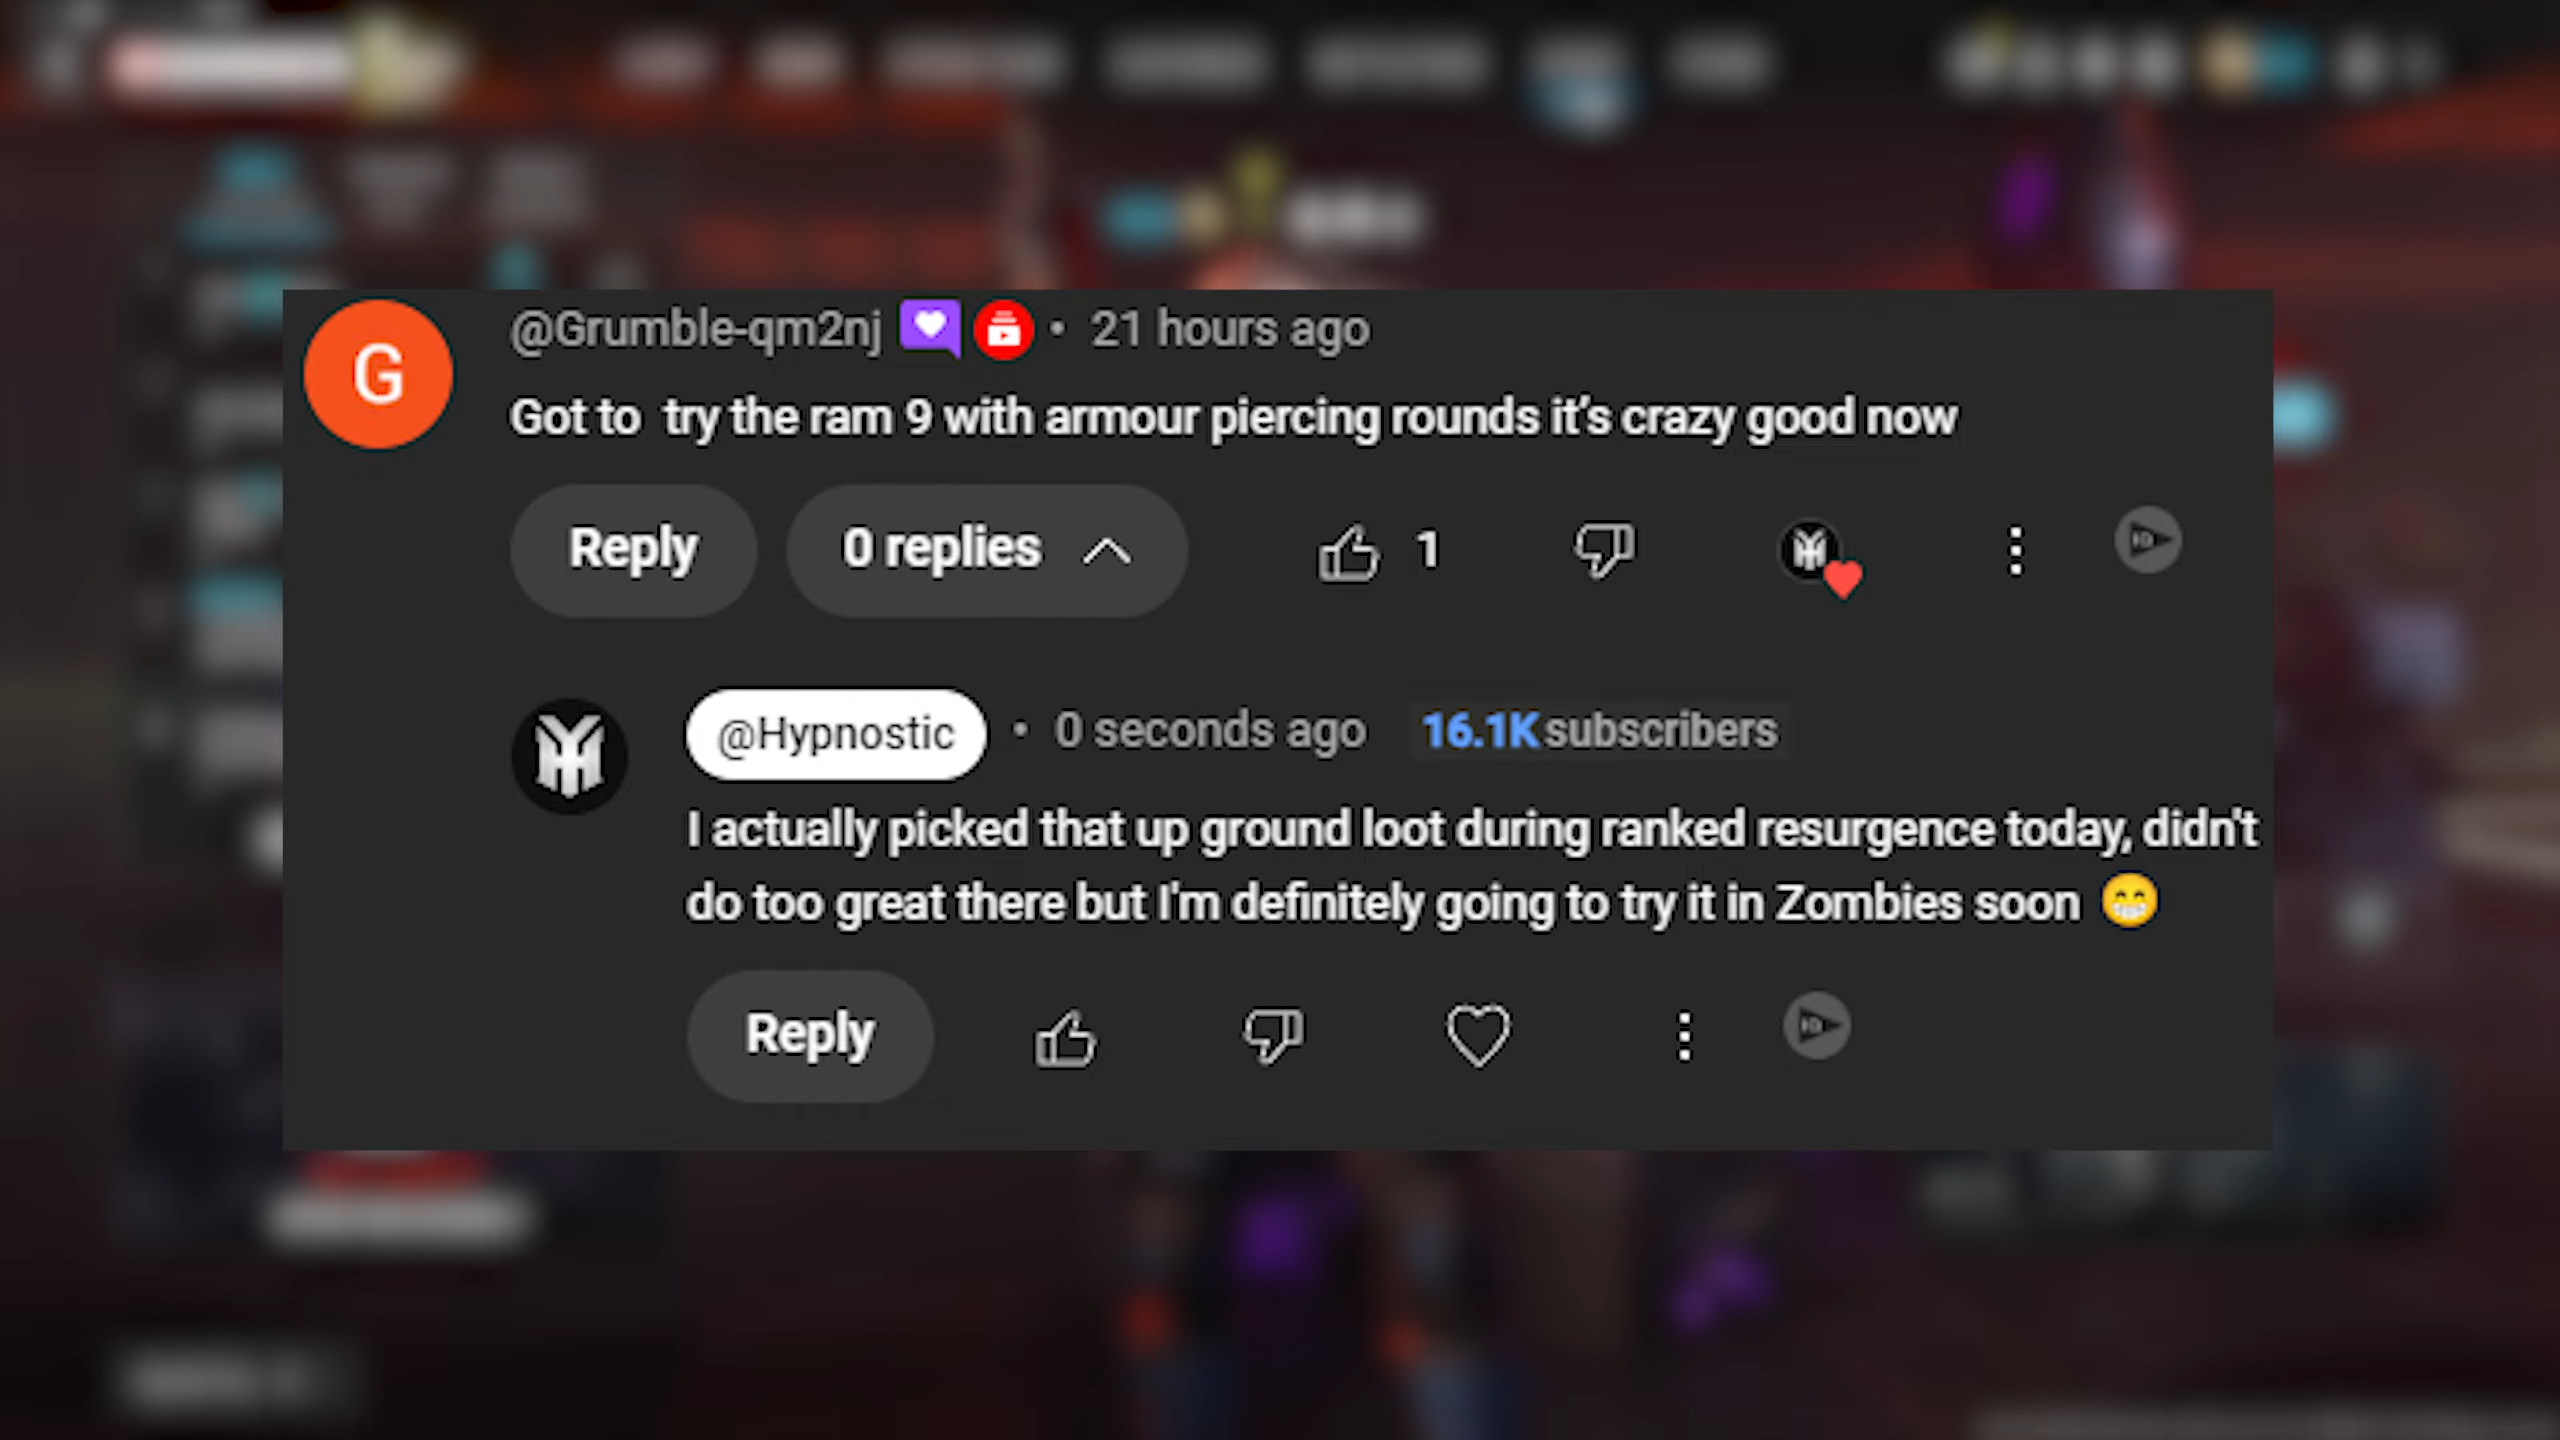 G
@Grumble-qm2nj • 21 hours ago
Got to  try the ram 9 with armour piercing rounds it's crazy good now
Reply 0 replies 1
@Hypnostic • 0 seconds ago 16.1K subscribers
I actually picked that up ground loot during ranked resurgence today, didn't
do too great there but I'm definitely going to try it in Zombies soon 😁
Reply